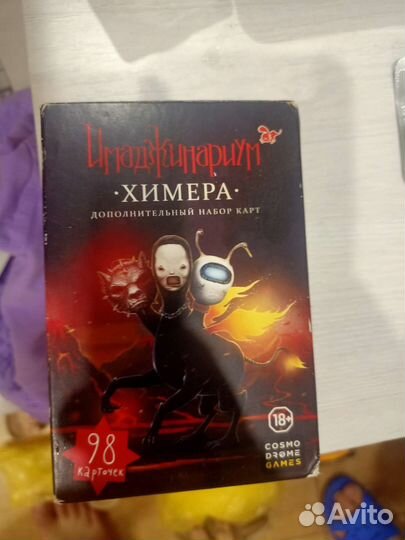 Имаджинариум
·ХИМЕРА·
ДОПОЛНИТЕЛЬНЫЙ НАБОР КАРТ
98
карточек
18+
COSMO
DROME
GAMES
Avito